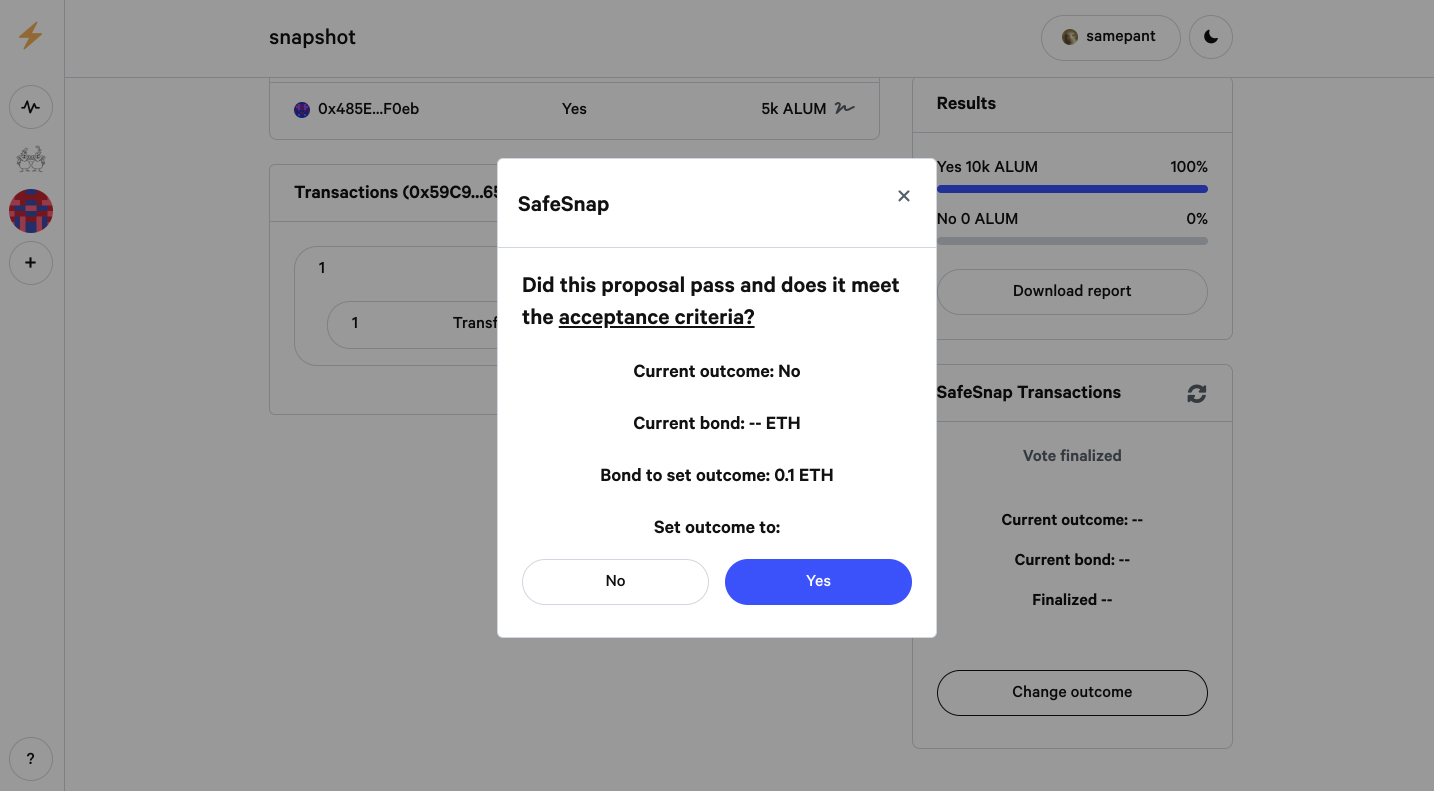 snapshot
samepant
0x485E...F0eb Yes 5k ALUM
Transactions (0x59C9...65
1
1 Transf
SafeSnap
Did this proposal pass and does it meet
the acceptance criteria?
Current outcome: No
Current bond: -- ETH
Bond to set outcome: 0.1 ETH
Set outcome to:
No Yes
Results
Yes 10k ALUM 100%
No 0 ALUM 0%
Download report
SafeSnap Transactions
Vote finalized
Current outcome: --
Current bond: --
Finalized --
Change outcome
?